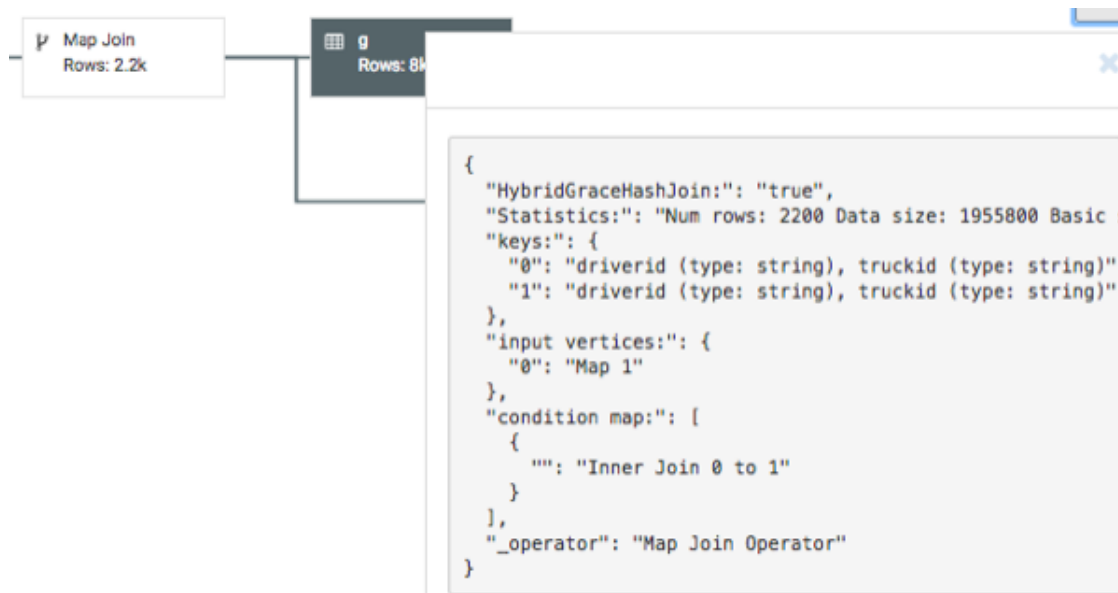 Map Join
Rows: 2.2k
g
Rows: 8k
{
"HybridGraceHashJoin:": "true",
"Statistics:": "Num rows: 2200 Data size: 1955800 Basic
"keys:": {
"0": "driverid (type: string), truckid (type: string)"
"1": "driverid (type: string), truckid (type: string)"
},
"input vertices:": {
"0": "Map 1"
},
"condition map:": [
{
"": "Inner Join 0 to 1"
}
],
"_operator": "Map Join Operator"
}